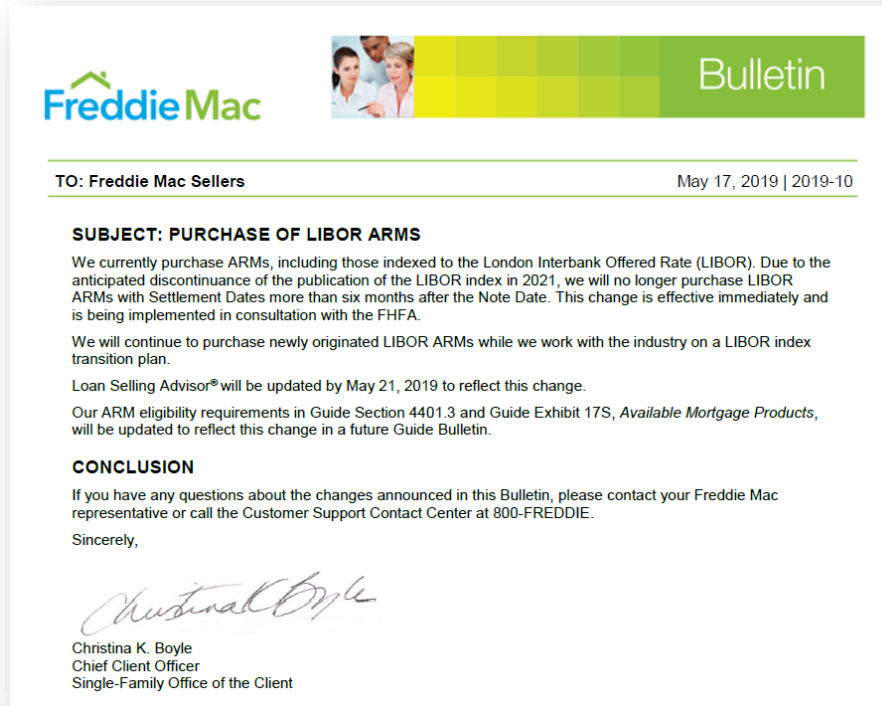 Freddie Mac
Bulletin
TO: Freddie Mac Sellers May 17, 2019 | 2019-10
SUBJECT: PURCHASE OF LIBOR ARMS
We currently purchase ARMs, including those indexed to the London Interbank Offered Rate (LIBOR). Due to the
anticipated discontinuance of the publication of the LIBOR index in 2021, we will no longer purchase LIBOR
ARMs with Settlement Dates more than six months after the Note Date. This change is effective immediately and
is being implemented in consultation with the FHFA.
We will continue to purchase newly originated LIBOR ARMs while we work with the industry on a LIBOR index
transition plan.
Loan Selling Advisor® will be updated by May 21, 2019 to reflect this change.
Our ARM eligibility requirements in Guide Section 4401.3 and Guide Exhibit 17S, Available Mortgage Products,
will be updated to reflect this change in a future Guide Bulletin.
CONCLUSION
If you have any questions about the changes announced in this Bulletin, please contact your Freddie Mac
representative or call the Customer Support Contact Center at 800-FREDDIE.
Sincerely,
Christina K Boyle
Christina K. Boyle
Chief Client Officer
Single-Family Office of the Client